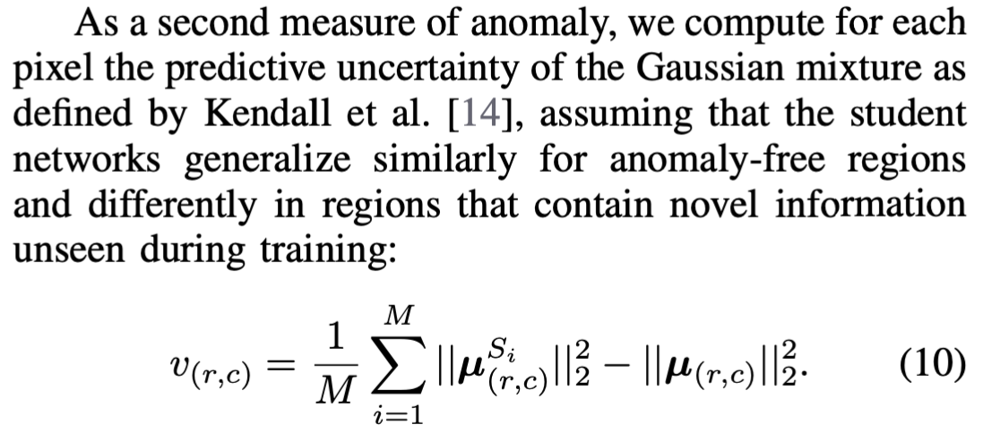 As a second measure of anomaly, we compute for each
pixel the predictive uncertainty of the Gaussian mixture as
defined by Kendall et al. [14], assuming that the student
networks generalize similarly for anomaly-free regions
and differently in regions that contain novel information
unseen during training:
v_{(r,c)} = \frac{1}{M} \sum_{i=1}^{M} ||\boldsymbol{\mu}_{(r,c)}^{S_i}||_2^2 - ||\boldsymbol{\mu}_{(r,c)}||_2^2. (10)